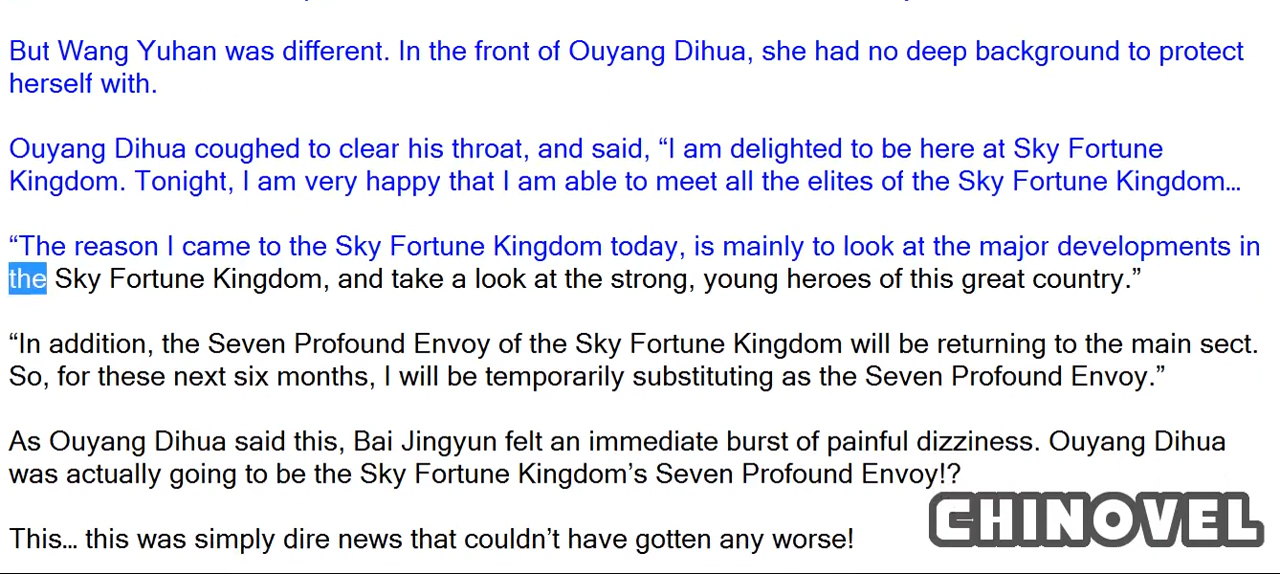 But Wang Yuhan was different. In the front of Ouyang Dihua, she had no deep background to protect
herself with.
Ouyang Dihua coughed to clear his throat, and said, “I am delighted to be here at Sky Fortune
Kingdom. Tonight, I am very happy that I am able to meet all the elites of the Sky Fortune Kingdom…
“The reason I came to the Sky Fortune Kingdom today, is mainly to look at the major developments in
the Sky Fortune Kingdom, and take a look at the strong, young heroes of this great country.”
“In addition, the Seven Profound Envoy of the Sky Fortune Kingdom will be returning to the main sect.
So, for these next six months, I will be temporarily substituting as the Seven Profound Envoy.”
As Ouyang Dihua said this, Bai Jingyun felt an immediate burst of painful dizziness. Ouyang Dihua
was actually going to be the Sky Fortune Kingdom’s Seven Profound Envoy!?
This… this was simply dire news that couldn’t have gotten any worse!
CHINOVEL